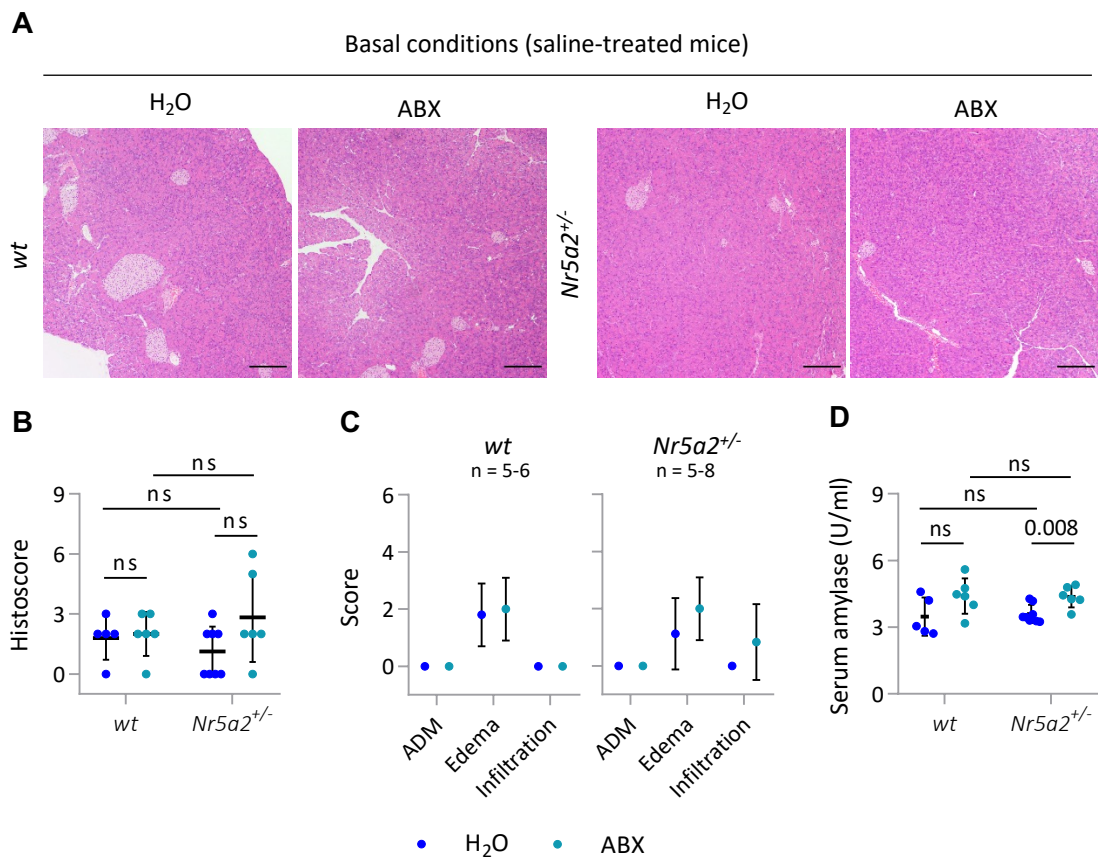 A
Basal conditions (saline-treated mice)
H₂O
ABX
H₂O
ABX
wt
Nr5a2⁺/⁻
B
ns
ns
ns
ns
Histoscore
9
6
3
0
wt
Nr5a2⁺/⁻
C
wt
n = 5-6
Nr5a2⁺/⁻
n = 5-8
Score
6
4
2
0
ADM
Edema
Infiltration
ADM
Edema
Infiltration
D
ns
ns
ns
0.008
Serum amylase (U/ml)
9
6
3
0
wt
Nr5a2⁺/⁻
H₂O
ABX